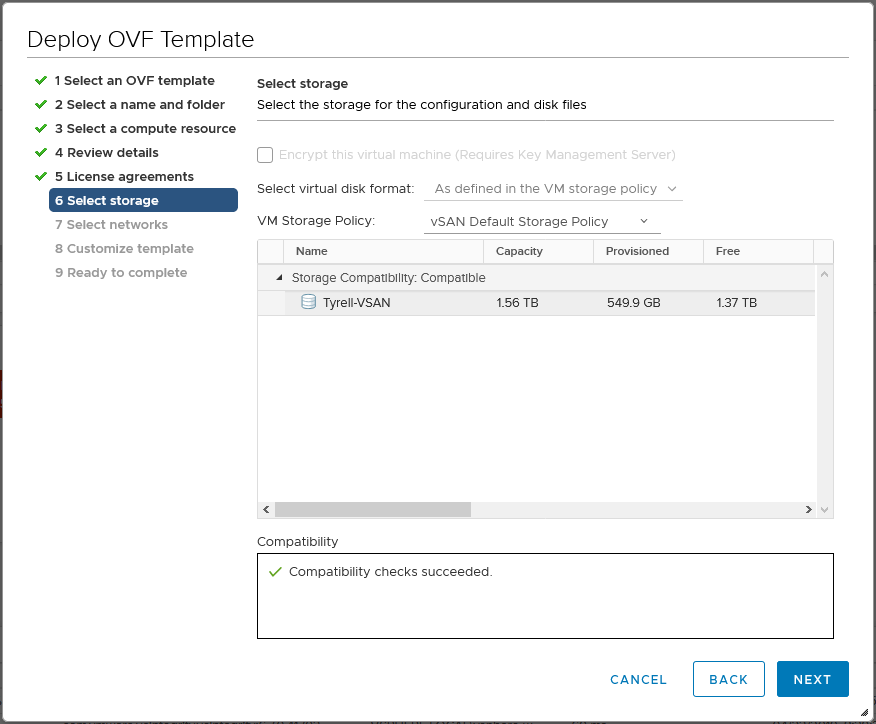 Deploy OVF Template
1 Select an OVF template
2 Select a name and folder
3 Select a compute resource
4 Review details
5 License agreements
6 Select storage
7 Select networks
8 Customize template
9 Ready to complete
Select storage
Select the storage for the configuration and disk files
Encrypt this virtual machine (Requires Key Management Server)
Select virtual disk format: As defined in the VM storage policy
VM Storage Policy: vSAN Default Storage Policy
Name Capacity Provisioned Free
Storage Compatibility: Compatible
Tyrell-VSAN 1.56 TB 549.9 GB 1.37 TB
Compatibility
Compatibility checks succeeded.
CANCEL BACK NEXT